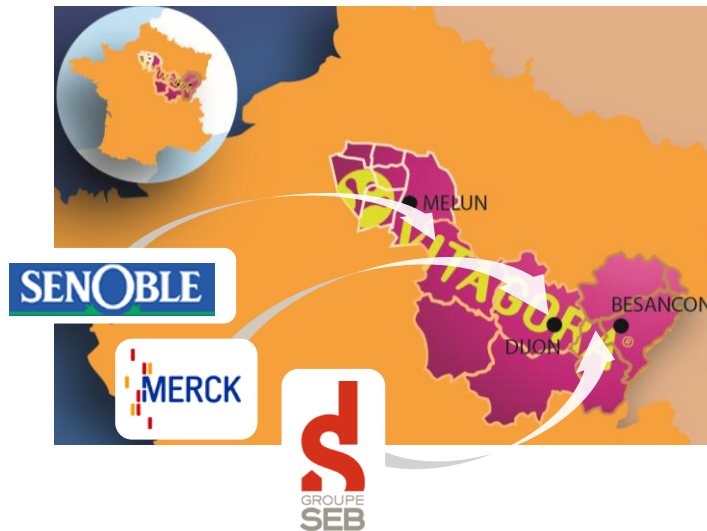 MELUN
VITAGORA®
BESANCON
DIJON
SENOBLE
MERCK
GROUPE
SEB